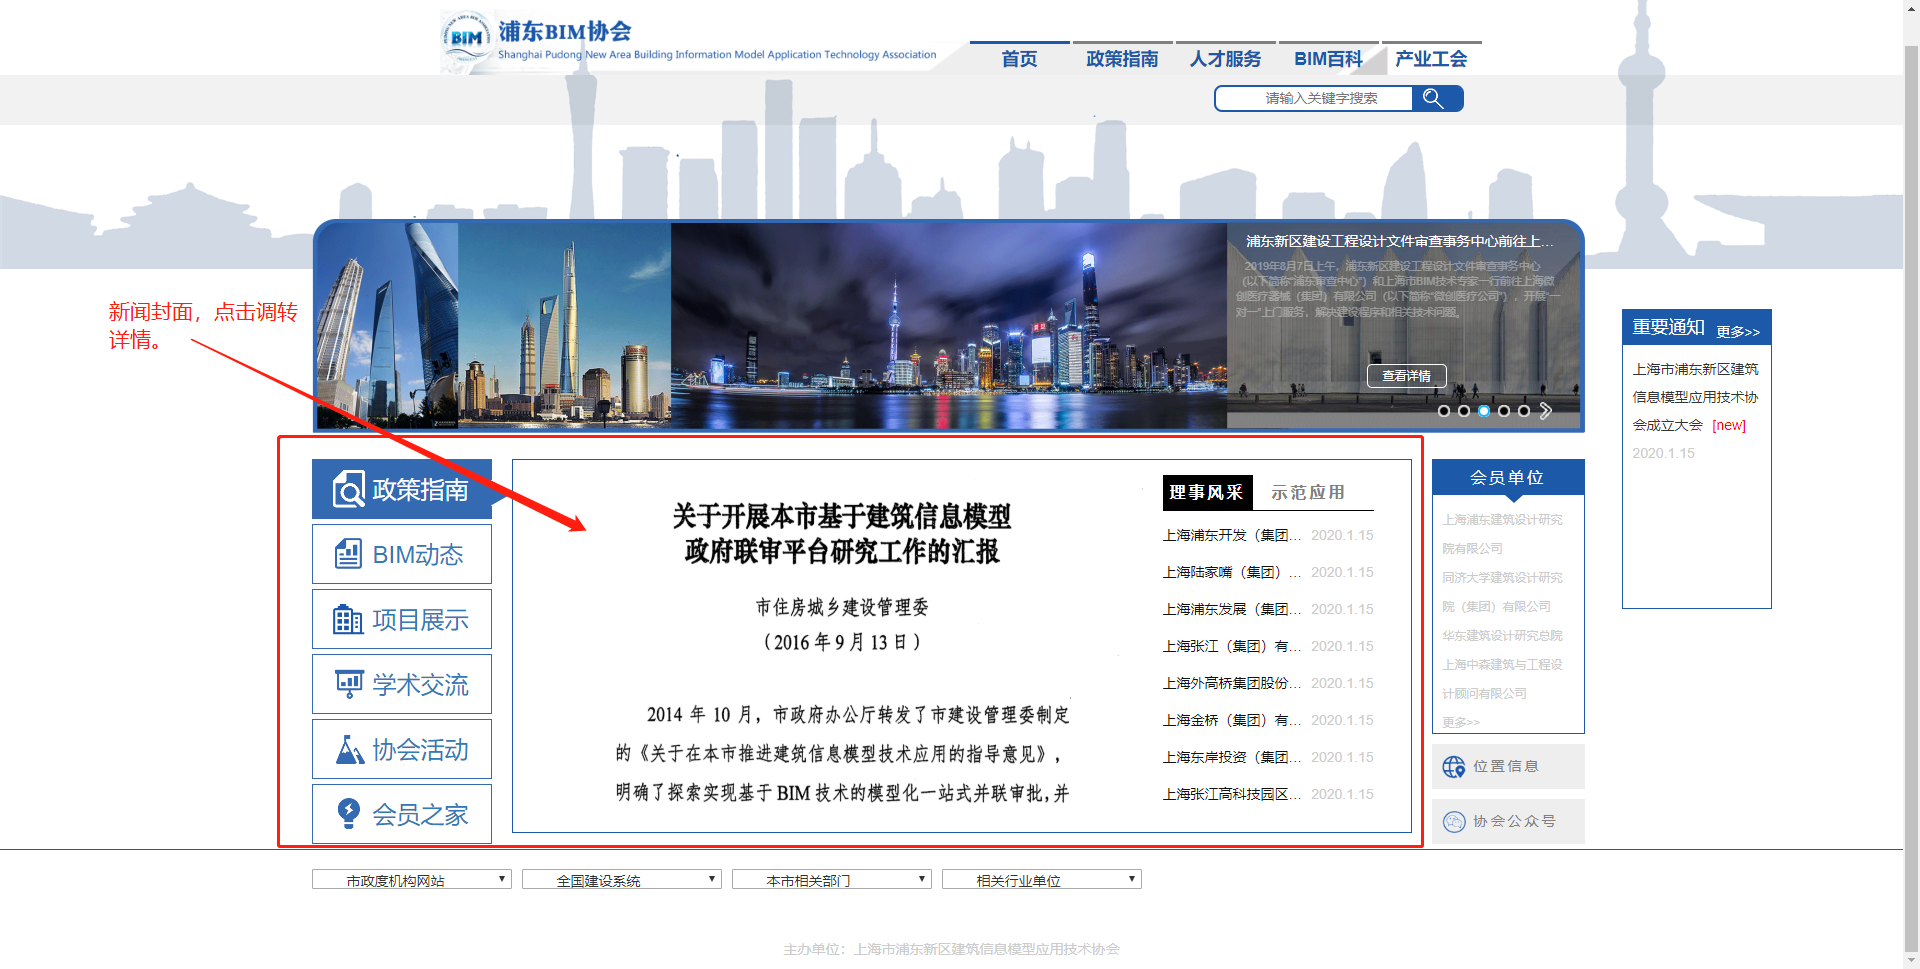 浦东BIM协会
Shanghai Pudong New Area Building Information Model Application Technology Association
BIM
首页
政策指南
人才服务
BIM百科
产业工会
请输入关键字搜索
浦东新区建设工程设计文件审查事务中心前往上...
2019年8月7日上午，浦东新区建设工程设计文件审查事务中心
（以下简称“浦东审查中心”）和上海市BIM技术专家一行前往上海微
创医疗器械（集团）有限公司（以下简称“微创医疗公司”），开展“一
对一”上门服务，解决建设程序和相关技术问题。
查看详情
新闻封面，点击调转
详情。
重要通知 更多>>
上海市浦东新区建筑
信息模型应用技术协
会成立大会 [new]
2020.1.15
政策指南
BIM动态
项目展示
学术交流
协会活动
会员之家
关于开展本市基于建筑信息模型
政府联审平台研究工作的汇报
市住房城乡建设管理委
（2016 年 9 月 13 日）
2014 年 10 月，市政府办公厅转发了市建设管理委制定
的《关于在本市推进建筑信息模型技术应用的指导意见》，
明确了探索实现基于 BIM 技术的模型化一站式并联审批,并
理事风采 示范应用
上海浦东开发（集团... 2020.1.15
上海陆家嘴（集团）... 2020.1.15
上海浦东发展（集团... 2020.1.15
上海张江（集团）有... 2020.1.15
上海外高桥集团股份... 2020.1.15
上海金桥（集团）有... 2020.1.15
上海东岸投资（集团... 2020.1.15
上海张江高科技园区... 2020.1.15
会员单位
上海浦东建筑设计研究
院有限公司
同济大学建筑设计研究
院（集团）有限公司
华东建筑设计研究总院
上海中森建筑与工程设
计顾问有限公司
更多>>
位置信息
协会公众号
市政度机构网站
全国建设系统
本市相关部门
相关行业单位
主办单位：上海市浦东新区建筑信息模型应用技术协会